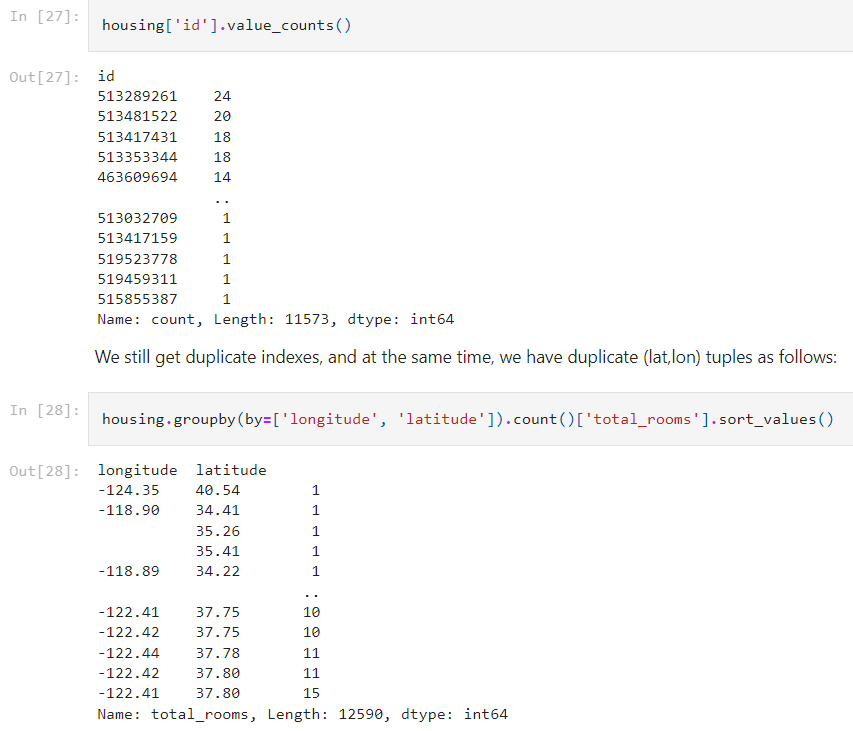 In [27]: housing['id'].value_counts()
Out[27]: id
513289261    24
513481522    20
513417431    18
513353344    18
463609694    14
..
513032709    1
513417159    1
519523778    1
519459311    1
515855387    1
Name: count, Length: 11573, dtype: int64
We still get duplicate indexes, and at the same time, we have duplicate (lat,lon) tuples as follows:
In [28]: housing.groupby(by=['longitude', 'latitude']).count()['total_rooms'].sort_values()
Out[28]: longitude  latitude
-124.35    40.54    1
-118.90    34.41    1
35.26    1
35.41    1
-118.89    34.22    1
..
-122.41    37.75    10
-122.42    37.75    10
-122.44    37.78    11
-122.42    37.80    11
-122.41    37.80    15
Name: total_rooms, Length: 12590, dtype: int64